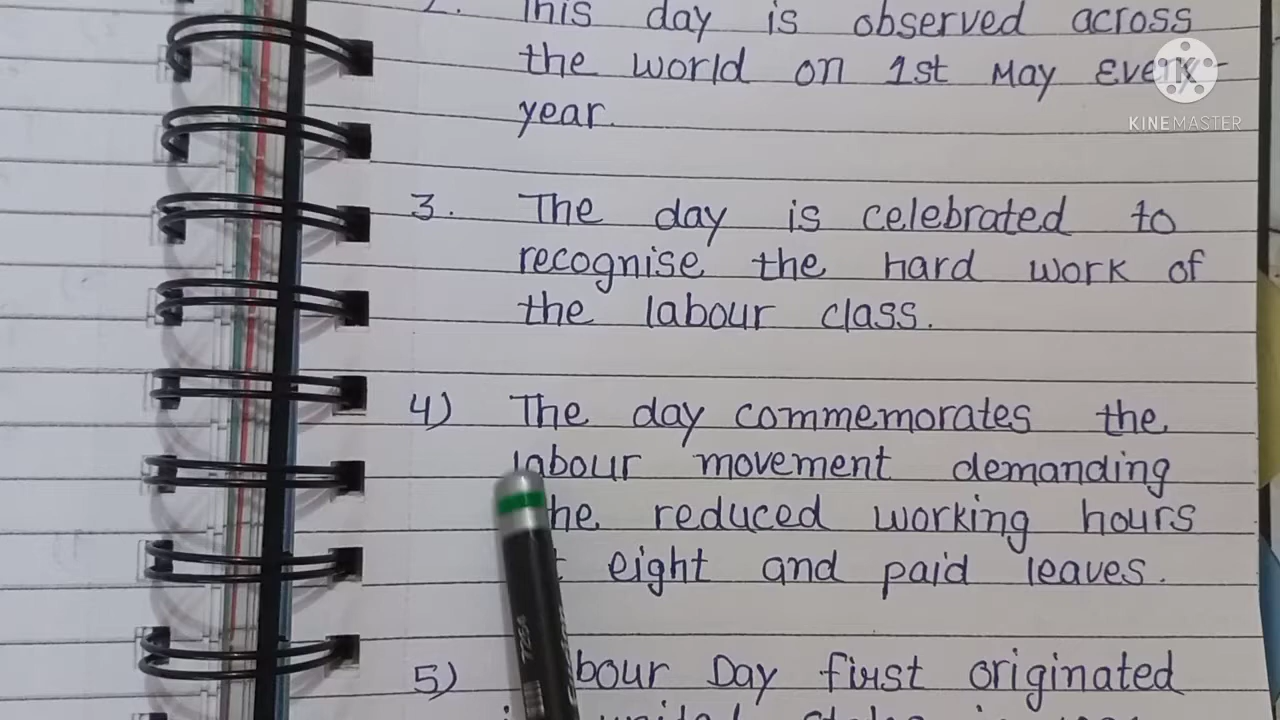 This day is observed across
the world on 1st May Every
year.
3. The day is celebrated to
recognise the hard work of
the labour class.
4) The day commemorates the
labour movement demanding
he reduced working hours
eight and paid leaves.
5) bour Day first originated
KINEMASTER